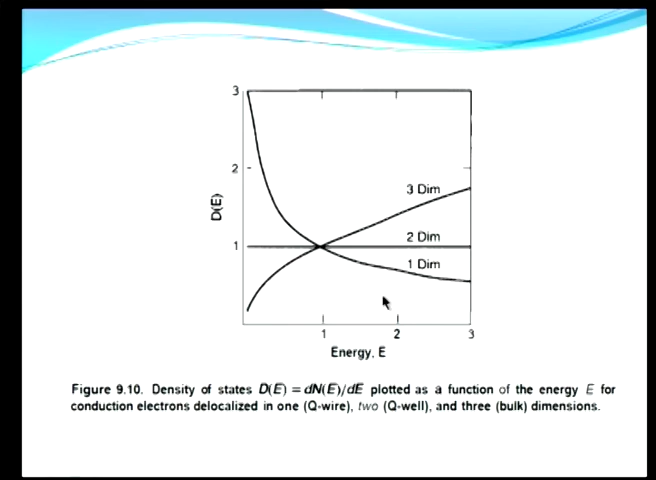 3
2
1
D(E)
3 Dim
2 Dim
1 Dim
1 2 3
Energy, E
Figure 9.10. Density of states D(E) = dN(E)/dE plotted as a function of the energy E for
conduction electrons delocalized in one (Q-wire), two (Q-well), and three (bulk) dimensions.